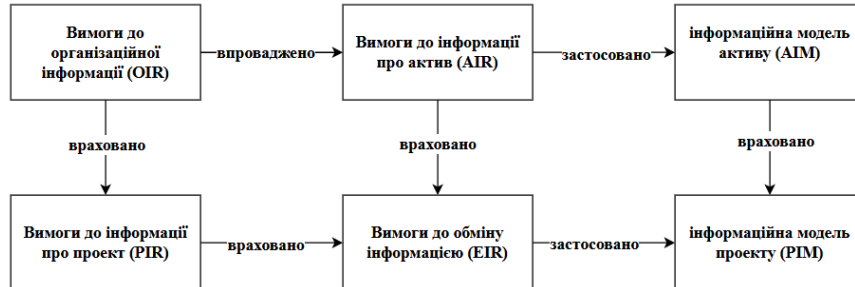 Вимоги до
організаційної
інформації (OIR)
впроваджено
Вимоги до інформації
про актив (AIR)
застосовано
інформаційна модель
активу (AIM)
враховано
враховано
враховано
Вимоги до інформації
про проект (PIR)
враховано
Вимоги до обміну
інформацією (EIR)
застосовано
інформаційна модель
проекту (PIM)